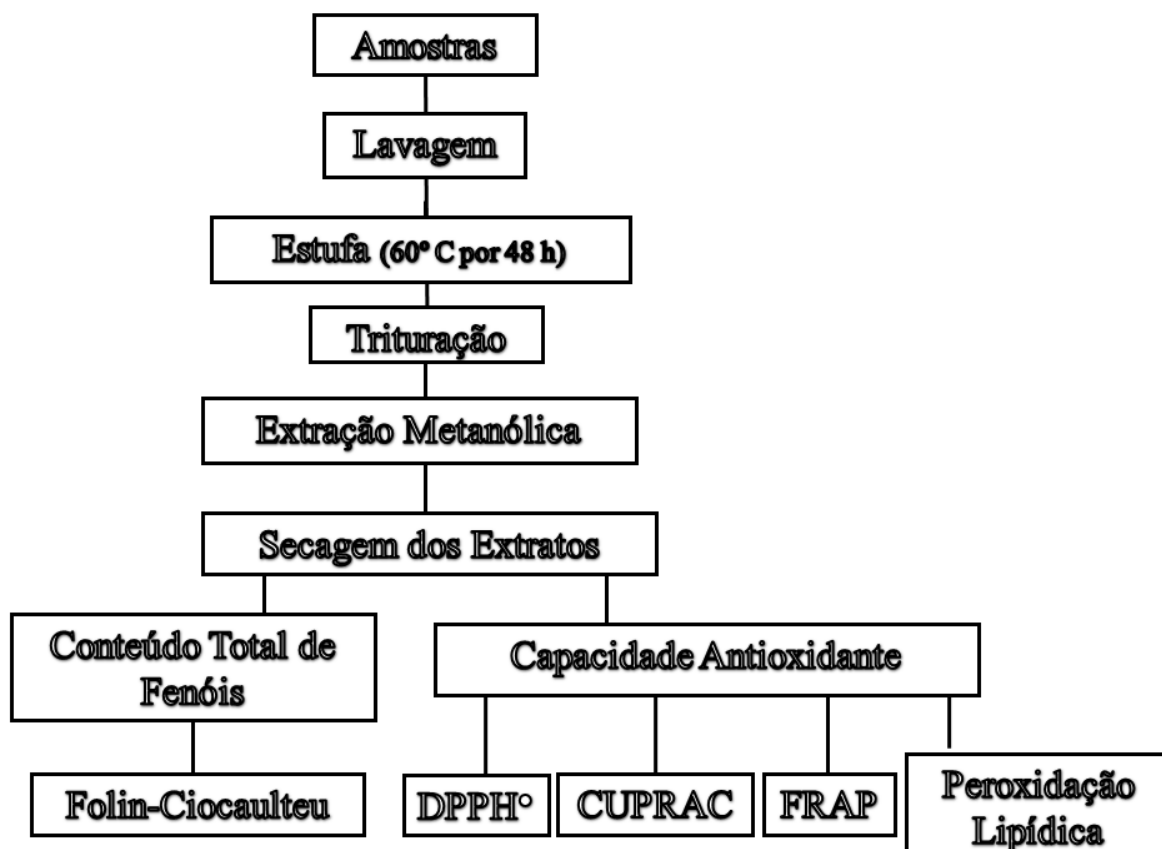 Amostras
Lavagem
Estufa (60º C por 48 h)
Trituração
Extração Metanólica
Secagem dos Extratos
Conteúdo Total de
Fenóis
Capacidade Antioxidante
Folin-Ciocaulteu
DPPH°
CUPRAC
FRAP
Peroxidação
Lipídica